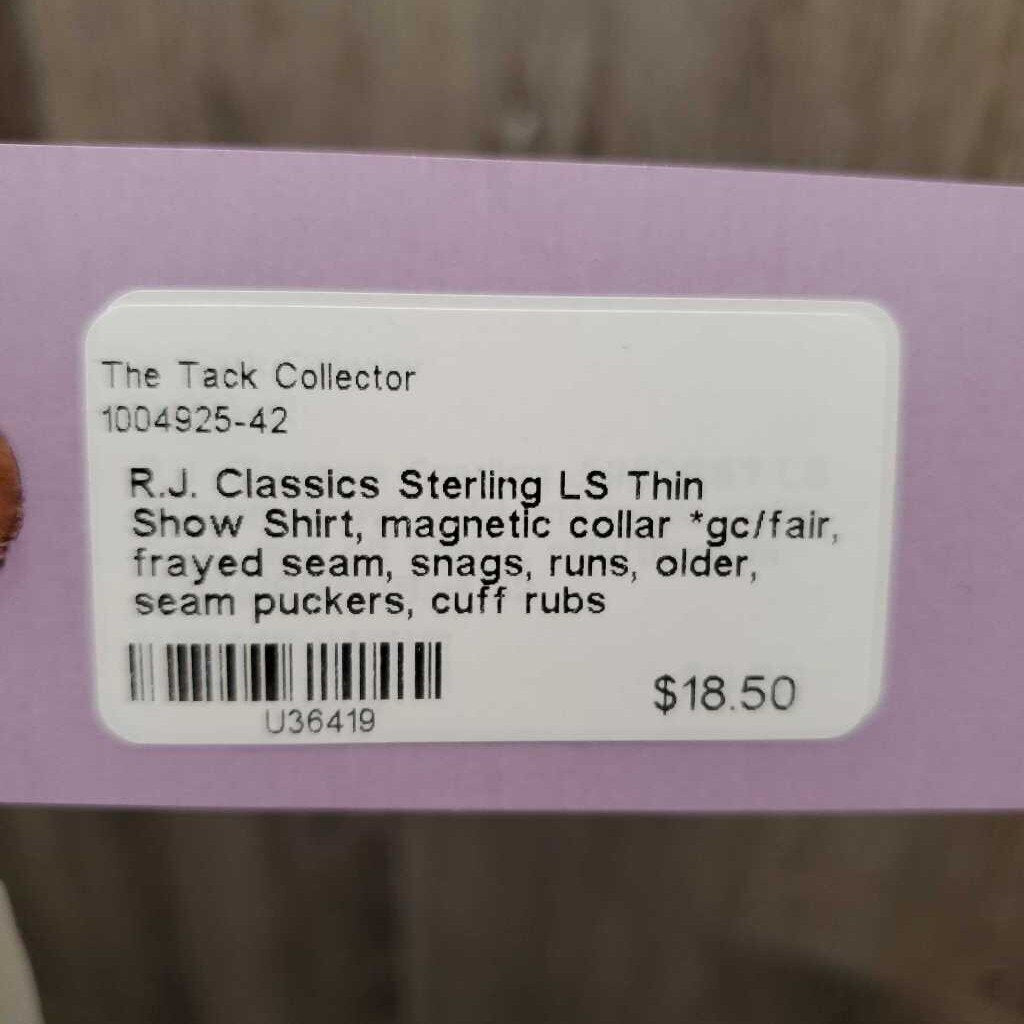 The Tack Collector
1004925-42
R.J. Classics Sterling LS Thin
Show Shirt, magnetic collar *gc/fair,
frayed seam, snags, runs, older,
seam puckers, cuff rubs
U36419
$18.50